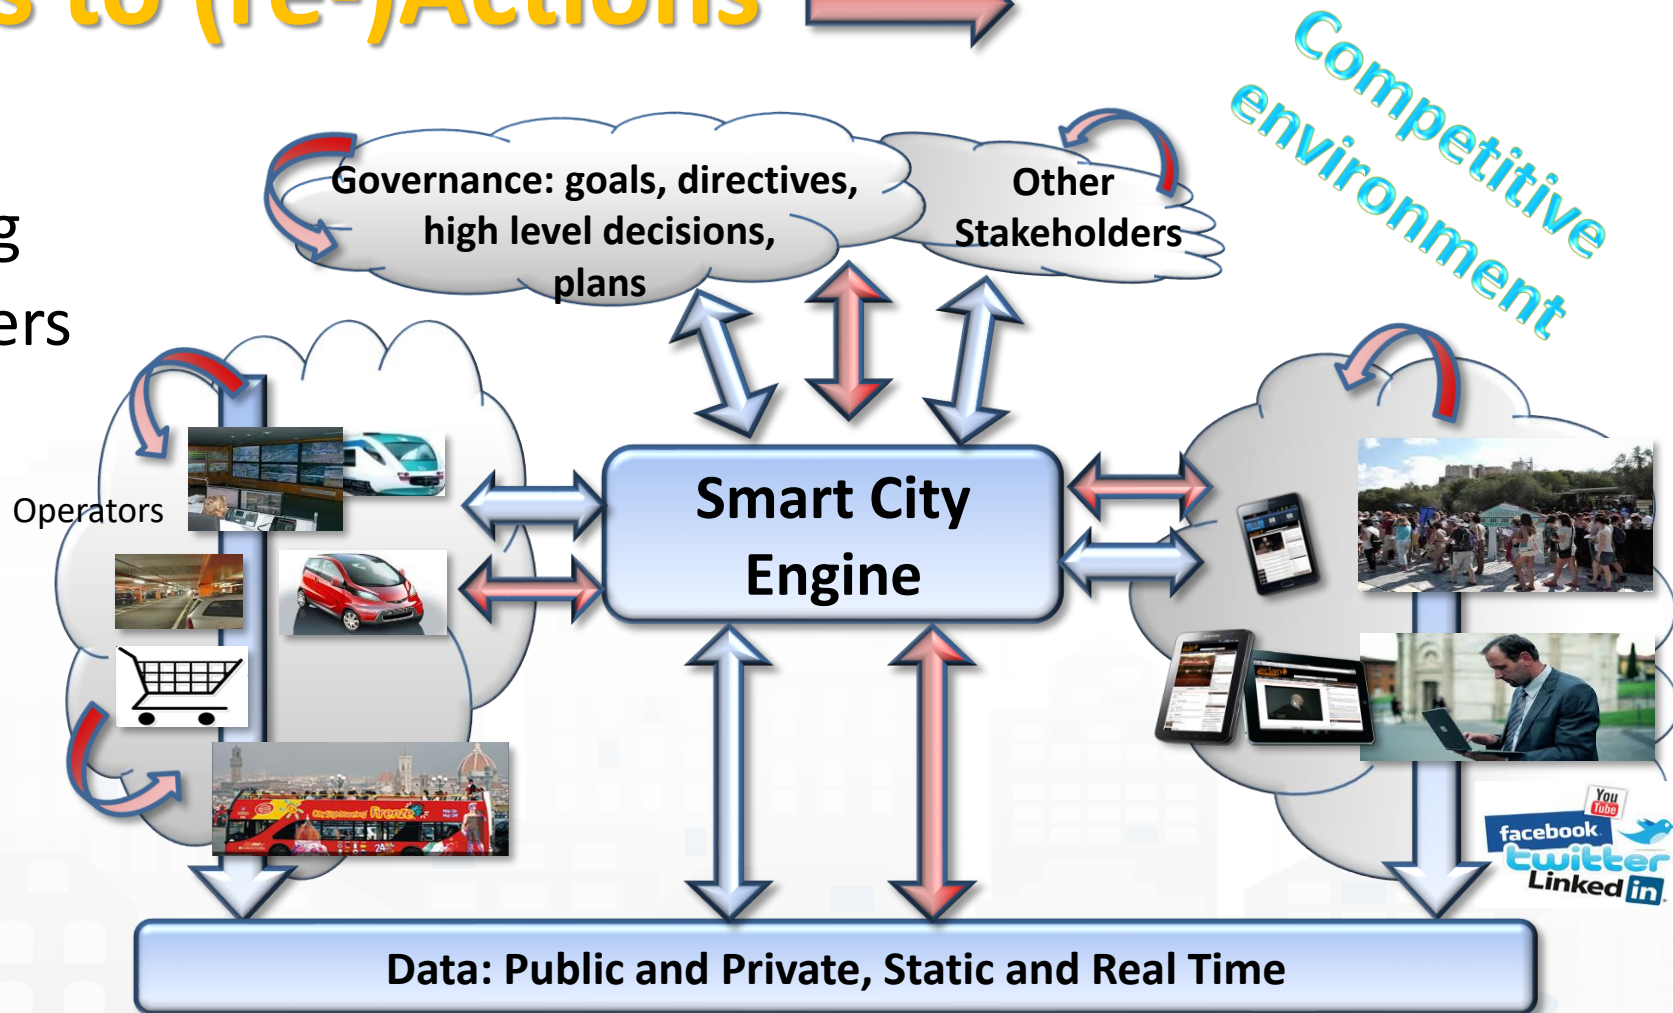 s to (re-)Actions
Competitive
environment
Governance: goals, directives,
high level decisions,
plans
Other
Stakeholders
g
ers
Operators
Smart City
Engine
Firenze
You
Tube
facebook
twitter
Linked in
Data: Public and Private, Static and Real Time